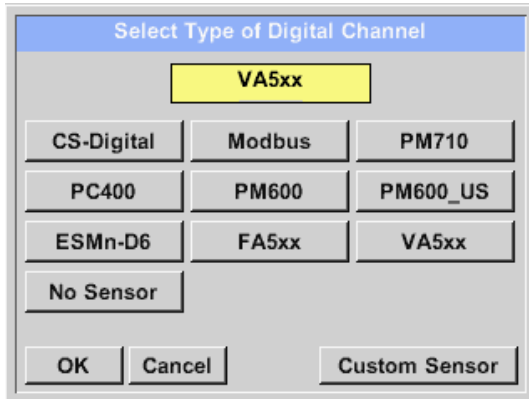 Select Type of Digital Channel
VA5xx
CS-Digital Modbus PM710
PC400 PM600 PM600_US
ESMn-D6 FA5xx VA5xx
No Sensor
OK Cancel Custom Sensor